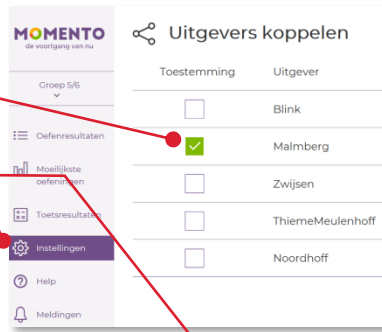 MOMENTO
de voortgang van nu
Groep 5/6
Oefenresultaten
Moeilijkste
oefeningen
Toetsresultaten
Instellingen
Help
Meldingen
Uitgevers koppelen
Toestemming Uitgever
Blink
Malmberg
Zwijsen
ThiemeMeulenhoff
Noordhoff